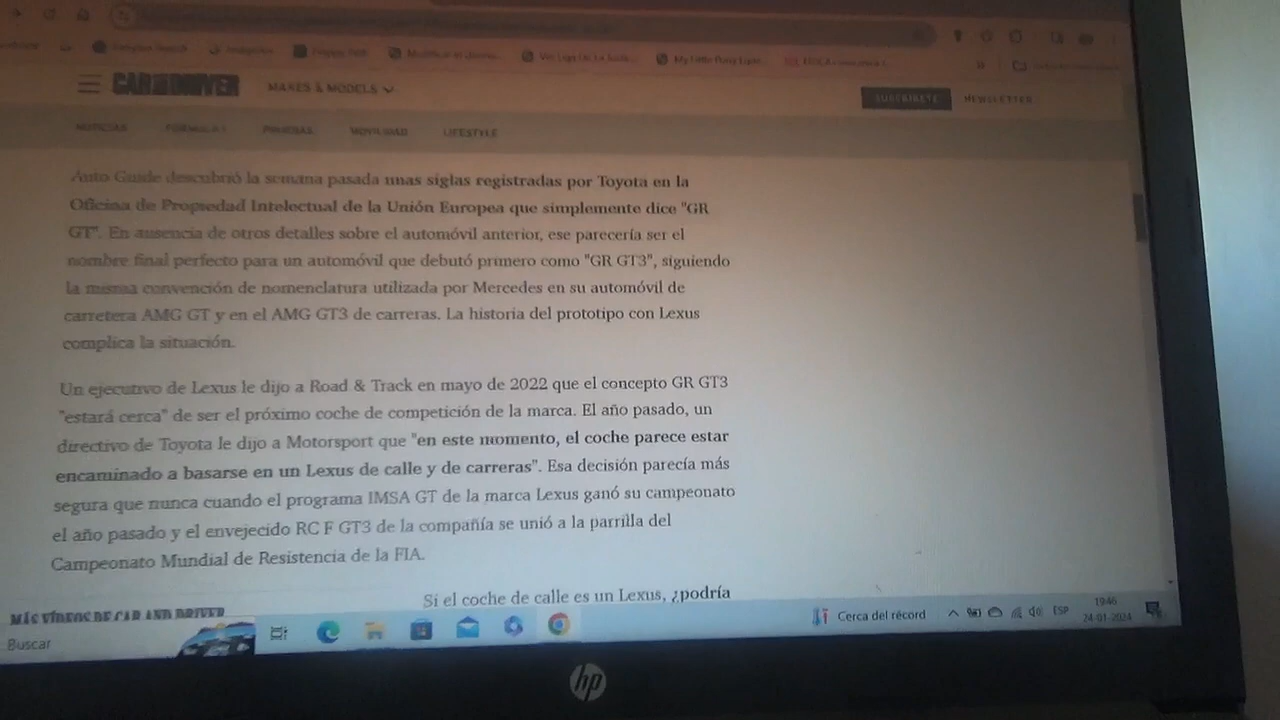 CAR AND DRIVER MAKES & MODELS SUSCRÍBETE NEWSLETTER
NOTICIAS FÓRMULA 1 PRUEBAS MOVILIDAD LIFESTYLE
Auto Guide descubrió la semana pasada unas siglas registradas por Toyota en la
Oficina de Propiedad Intelectual de la Unión Europea que simplemente dice "GR
GT". En ausencia de otros detalles sobre el automóvil anterior, ese parecería ser el
nombre final perfecto para un automóvil que debutó primero como "GR GT3", siguiendo
la misma convención de nomenclatura utilizada por Mercedes en su automóvil de
carretera AMG GT y en el AMG GT3 de carreras. La historia del prototipo con Lexus
complica la situación.
Un ejecutivo de Lexus le dijo a Road & Track en mayo de 2022 que el concepto GR GT3
"estará cerca" de ser el próximo coche de competición de la marca. El año pasado, un
directivo de Toyota le dijo a Motorsport que "en este momento, el coche parece estar
encaminado a basarse en un Lexus de calle y de carreras". Esa decisión parecía más
segura que nunca cuando el programa IMSA GT de la marca Lexus ganó su campeonato
el año pasado y el envejecido RC F GT3 de la compañía se unió a la parrilla del
Campeonato Mundial de Resistencia de la FIA.
Si el coche de calle es un Lexus, ¿podría
MÁS VÍDEOS DE CAR AND DRIVER
Buscar
Cerca del récord
ESP
19:46
24-01-2024
hp